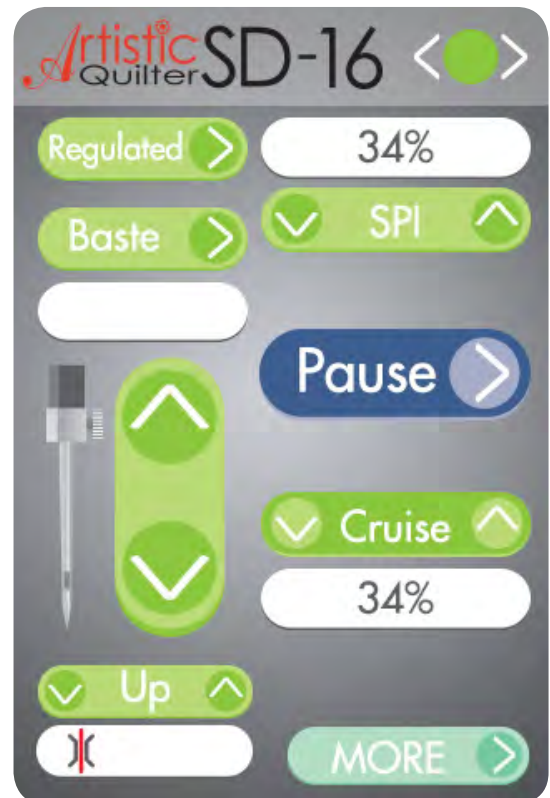 Artistic
Quilter SD-16
Regulated
34%
Baste
SPI
Pause
Cruise
34%
Up
MORE